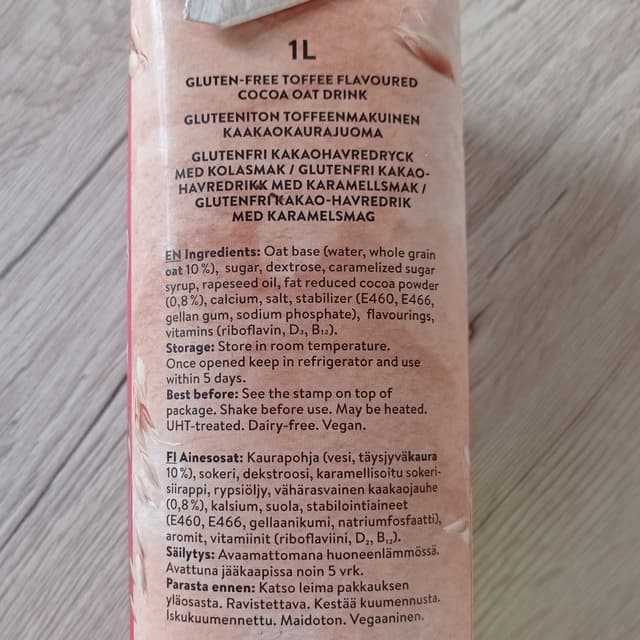 1L
GLUTEN-FREE TOFFEE FLAVOURED
COCOA OAT DRINK
GLUTEENITON TOFFEENMAKUINEN
KAAKAOKAURAJUOMA
GLUTENFRI KAKAOHAVREDRYCK
MED KOLASMAK / GLUTENFRI KAKAO-
HAVREDRIKK MED KARAMELLSMAK /
GLUTENFRI KAKAO-HAVREDRIK
MED KARAMELSMAG
EN Ingredients: Oat base (water, whole grain
oat 10%), sugar, dextrose, caramelized sugar
syrup, rapeseed oil, fat reduced cocoa powder
(0,8%), calcium, salt, stabilizer (E460, E466,
gellan gum, sodium phosphate), flavourings,
vitamins (riboflavin, D₂, B₁₂).
Storage: Store in room temperature.
Once opened keep in refrigerator and use
within 5 days.
Best before: See the stamp on top of
package. Shake before use. May be heated.
UHT-treated. Dairy-free. Vegan.
FI Ainesosat: Kaurapohja (vesi, täysjyväkaura
10%), sokeri, dekstroosi, karamellisoitu sokeri-
siirappi, rypsiöljy, vähärasvainen kaakaojauhe
(0,8%), kalsium, suola, stabilointiaineet
(E460, E466, gellaanikumi, natriumfosfaatti),
aromit, vitamiinit (riboflaviini, D₂, B₁₂).
Säilytys: Avaamattomana huoneenlämmössä.
Avattuna jääkaapissa noin 5 vrk.
Parasta ennen: Katso leima pakkauksen
yläosasta. Ravistettava. Kestää kuumennusta.
Iskukuumennettu. Maidoton. Vegaaninen.